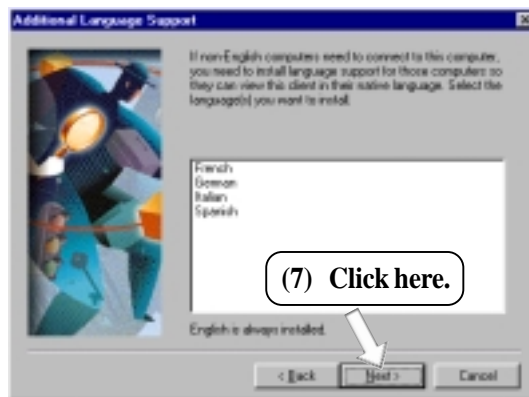 Additional Language Support
If non-English computers need to connect to this computer,
you need to install language support for those computers so
they can view this client in their native language. Select the
language(s) you want to install.
French
German
Italian
Spanish
(7) Click here.
English is always installed.
< Back
Next >
Cancel